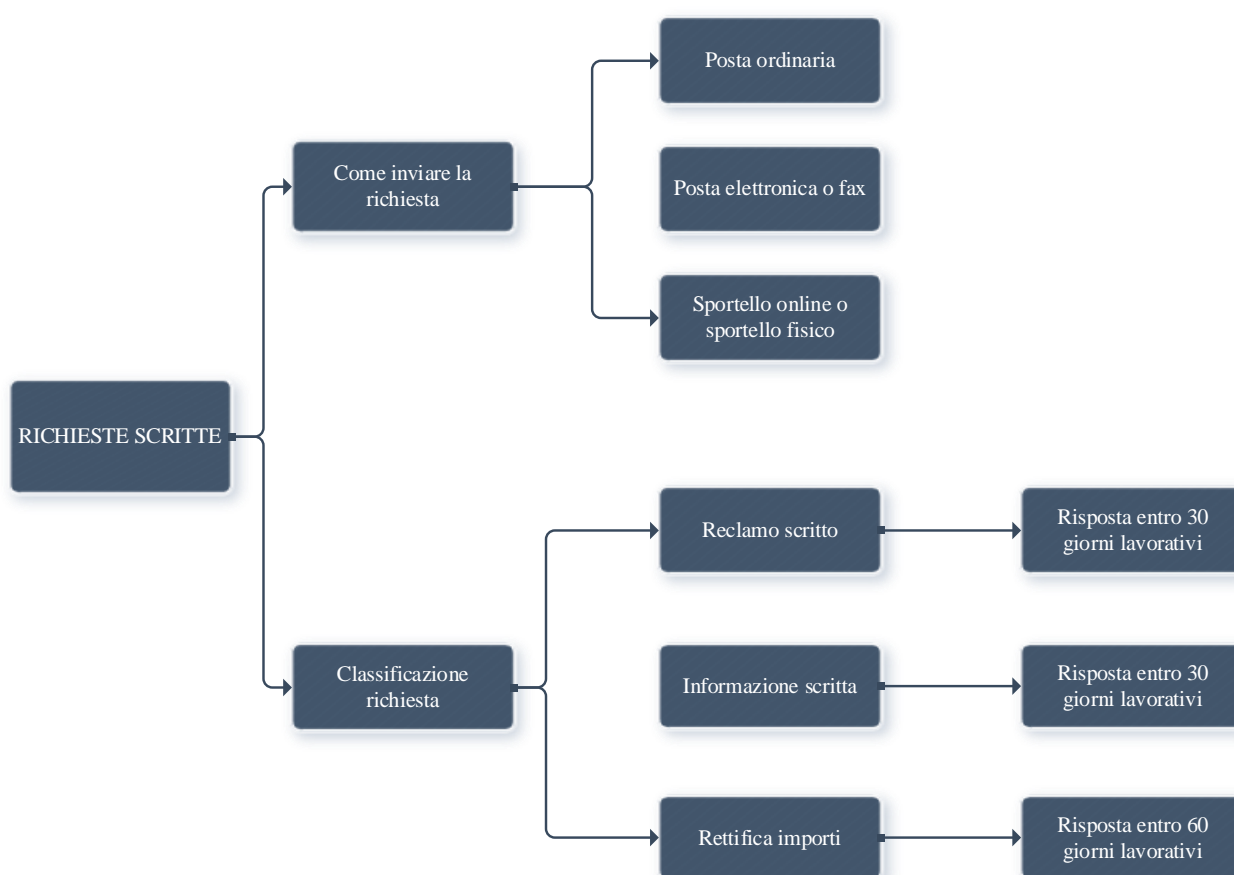 Posta ordinaria
Come inviare la
richiesta
Posta elettronica o fax
Sportello online o
sportello fisico
RICHIESTE SCRITTE
Reclamo scritto
Risposta entro 30
giorni lavorativi
Classificazione
richiesta
Informazione scritta
Risposta entro 30
giorni lavorativi
Rettifica importi
Risposta entro 60
giorni lavorativi